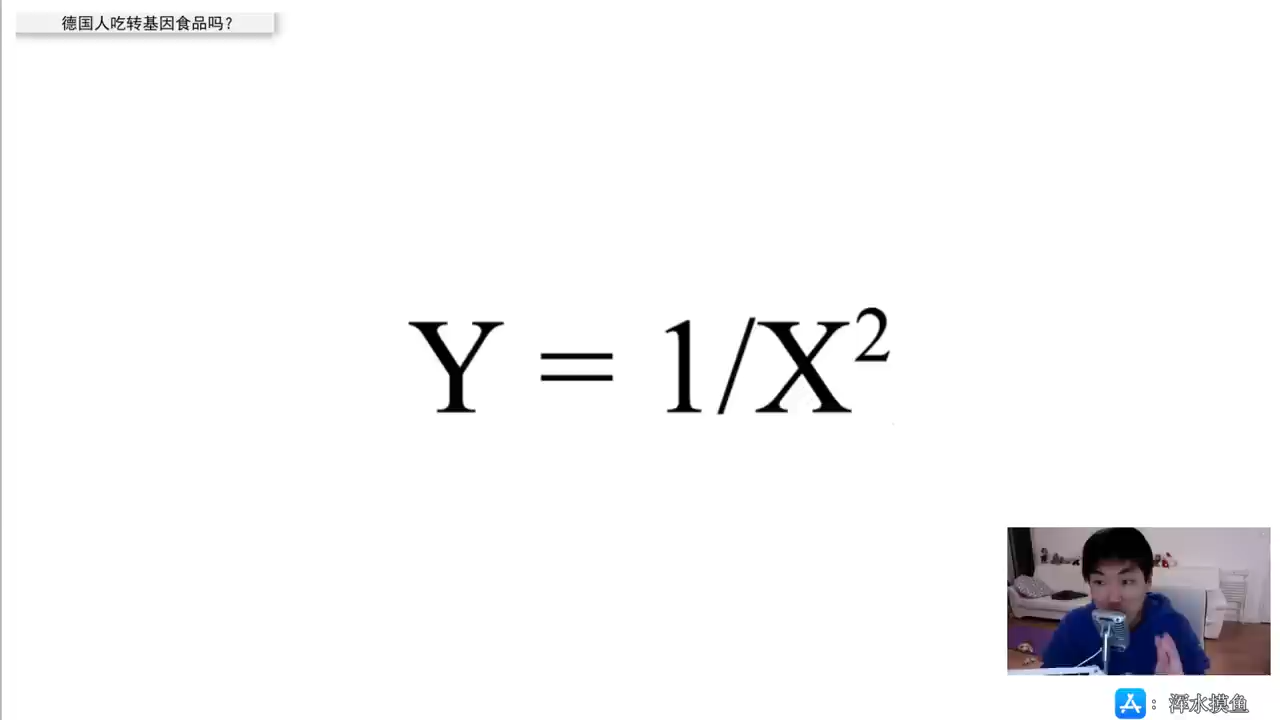 德国人吃转基因食品吗?
Y = 1/X²
: 浑水摸鱼